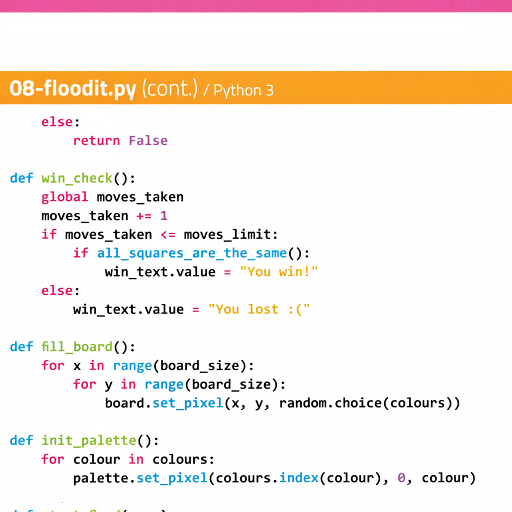 08-floodit.py (cont.) / Python 3
    else:
        return False
def win_check():
    global moves_taken
    moves_taken += 1
    if moves_taken <= moves_limit:
        if all_squares_are_the_same():
            win_text.value = "You win!"
    else:
        win_text.value = "You lost :("
def fill_board():
    for x in range(board_size):
        for y in range(board_size):
            board.set_pixel(x, y, random.choice(colours))
def init_palette():
    for colour in colours:
        palette.set_pixel(colours.index(colour), 0, colour)